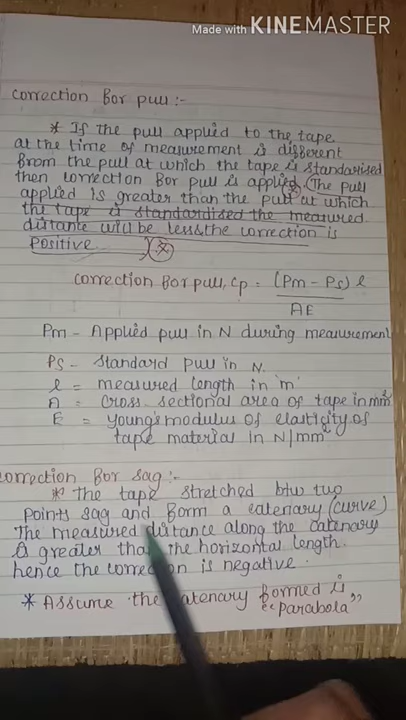 Made with KINEMASTER
correction For pull :-
* If the pull applied to the tape
at the time of measurement is different
from the pull at which the tape is standarised
then correction For pull is applied. (The pull
applied is greater than the pull at which
the tape is standardised the measured
distance will be less & the correction is
positive
correction For pull, Cp = (Pm - Ps) l
AE
Pm - Applied pull in N during measurement
Ps - Standard pull in N.
l = measured length in 'm'
A = cross-sectional area of tape in mm²
E = Young's modulus of elasticity of
tape material in N/mm²
correction For sag :-
* The tape stretched btw two
points sag and Form a catenary (curve)
The measured distance along the catenary
is greater than the horizontal length.
hence the correction is negative.
* Assume the catenary formed is
"Parabola"